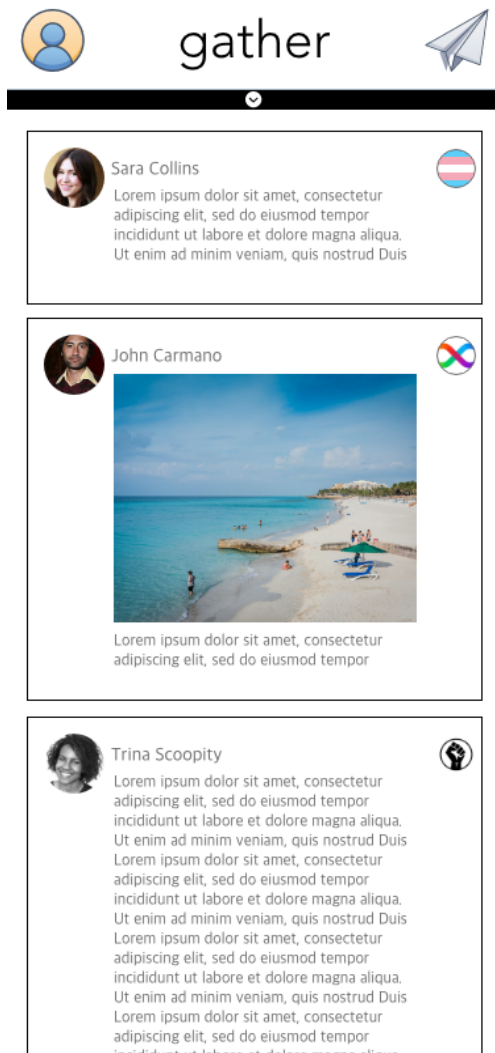 gather
Sara Collins
Lorem ipsum dolor sit amet, consectetur
adipiscing elit, sed do eiusmod tempor
incididunt ut labore et dolore magna aliqua.
Ut enim ad minim veniam, quis nostrud Duis
John Carmano
Lorem ipsum dolor sit amet, consectetur
adipiscing elit, sed do eiusmod tempor
Trina Scoopity
Lorem ipsum dolor sit amet, consectetur
adipiscing elit, sed do eiusmod tempor
incididunt ut labore et dolore magna aliqua.
Ut enim ad minim veniam, quis nostrud Duis
Lorem ipsum dolor sit amet, consectetur
adipiscing elit, sed do eiusmod tempor
incididunt ut labore et dolore magna aliqua.
Ut enim ad minim veniam, quis nostrud Duis
Lorem ipsum dolor sit amet, consectetur
adipiscing elit, sed do eiusmod tempor
incididunt ut labore et dolore magna aliqua.
Ut enim ad minim veniam, quis nostrud Duis
Lorem ipsum dolor sit amet, consectetur
adipiscing elit, sed do eiusmod tempor